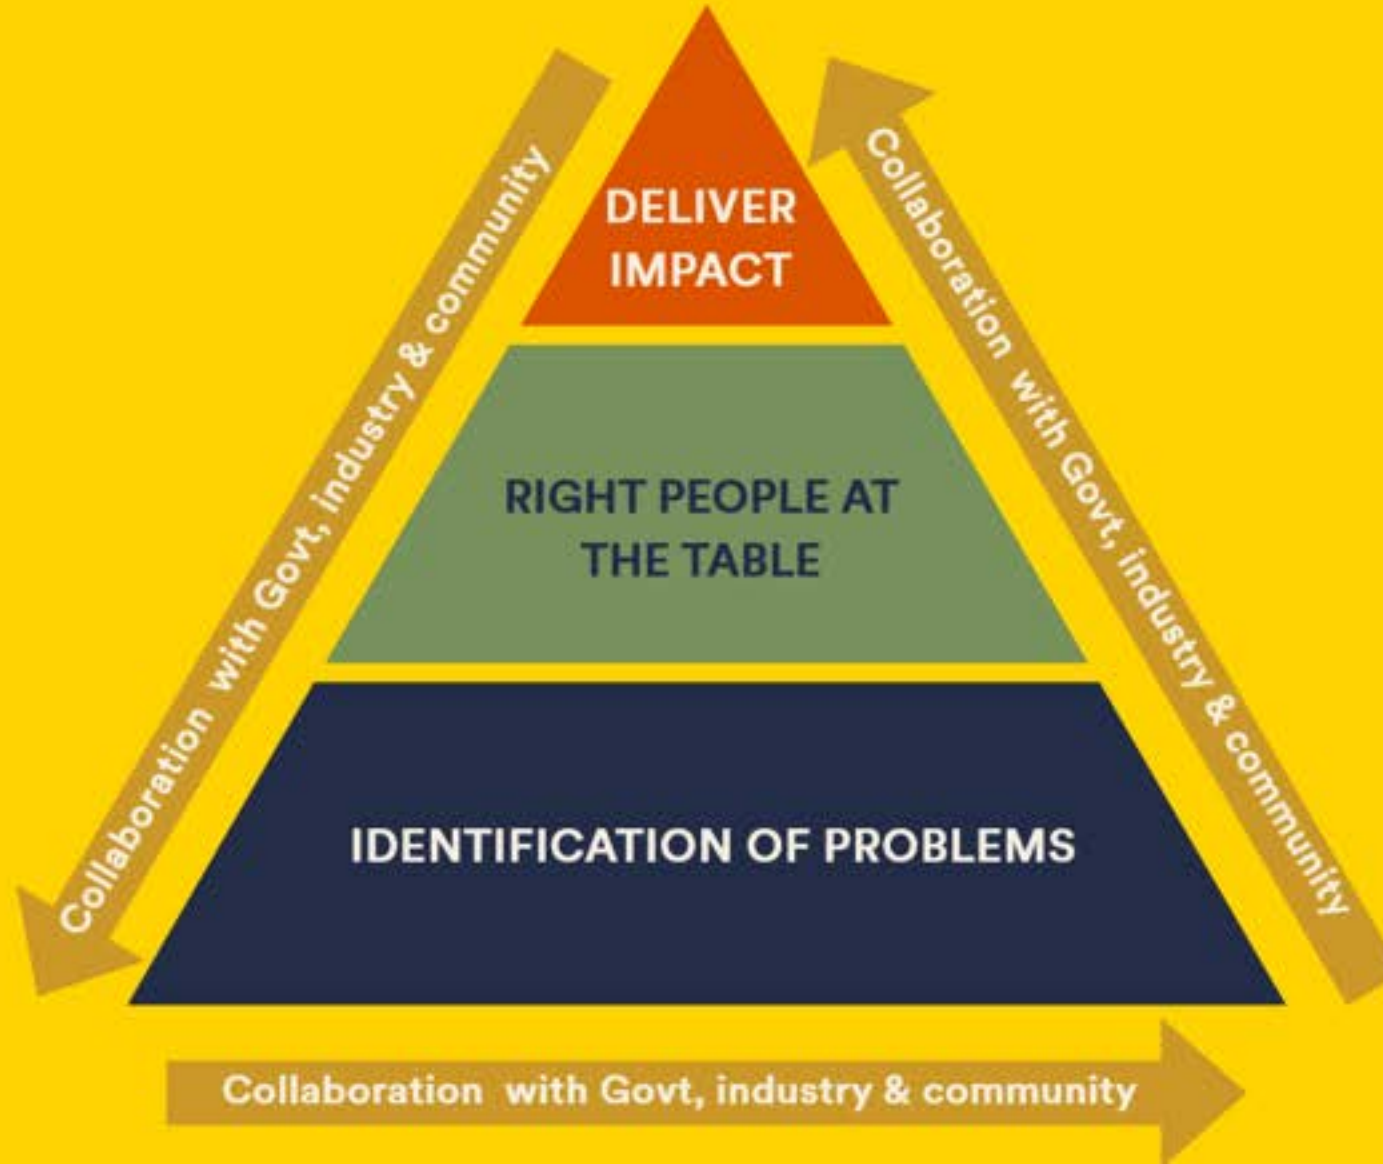 DELIVER
IMPACT
Collaboration with Govt, industry & community
Collaboration with Govt, industry & community
RIGHT PEOPLE AT
THE TABLE
IDENTIFICATION OF PROBLEMS
Collaboration with Govt, industry & community